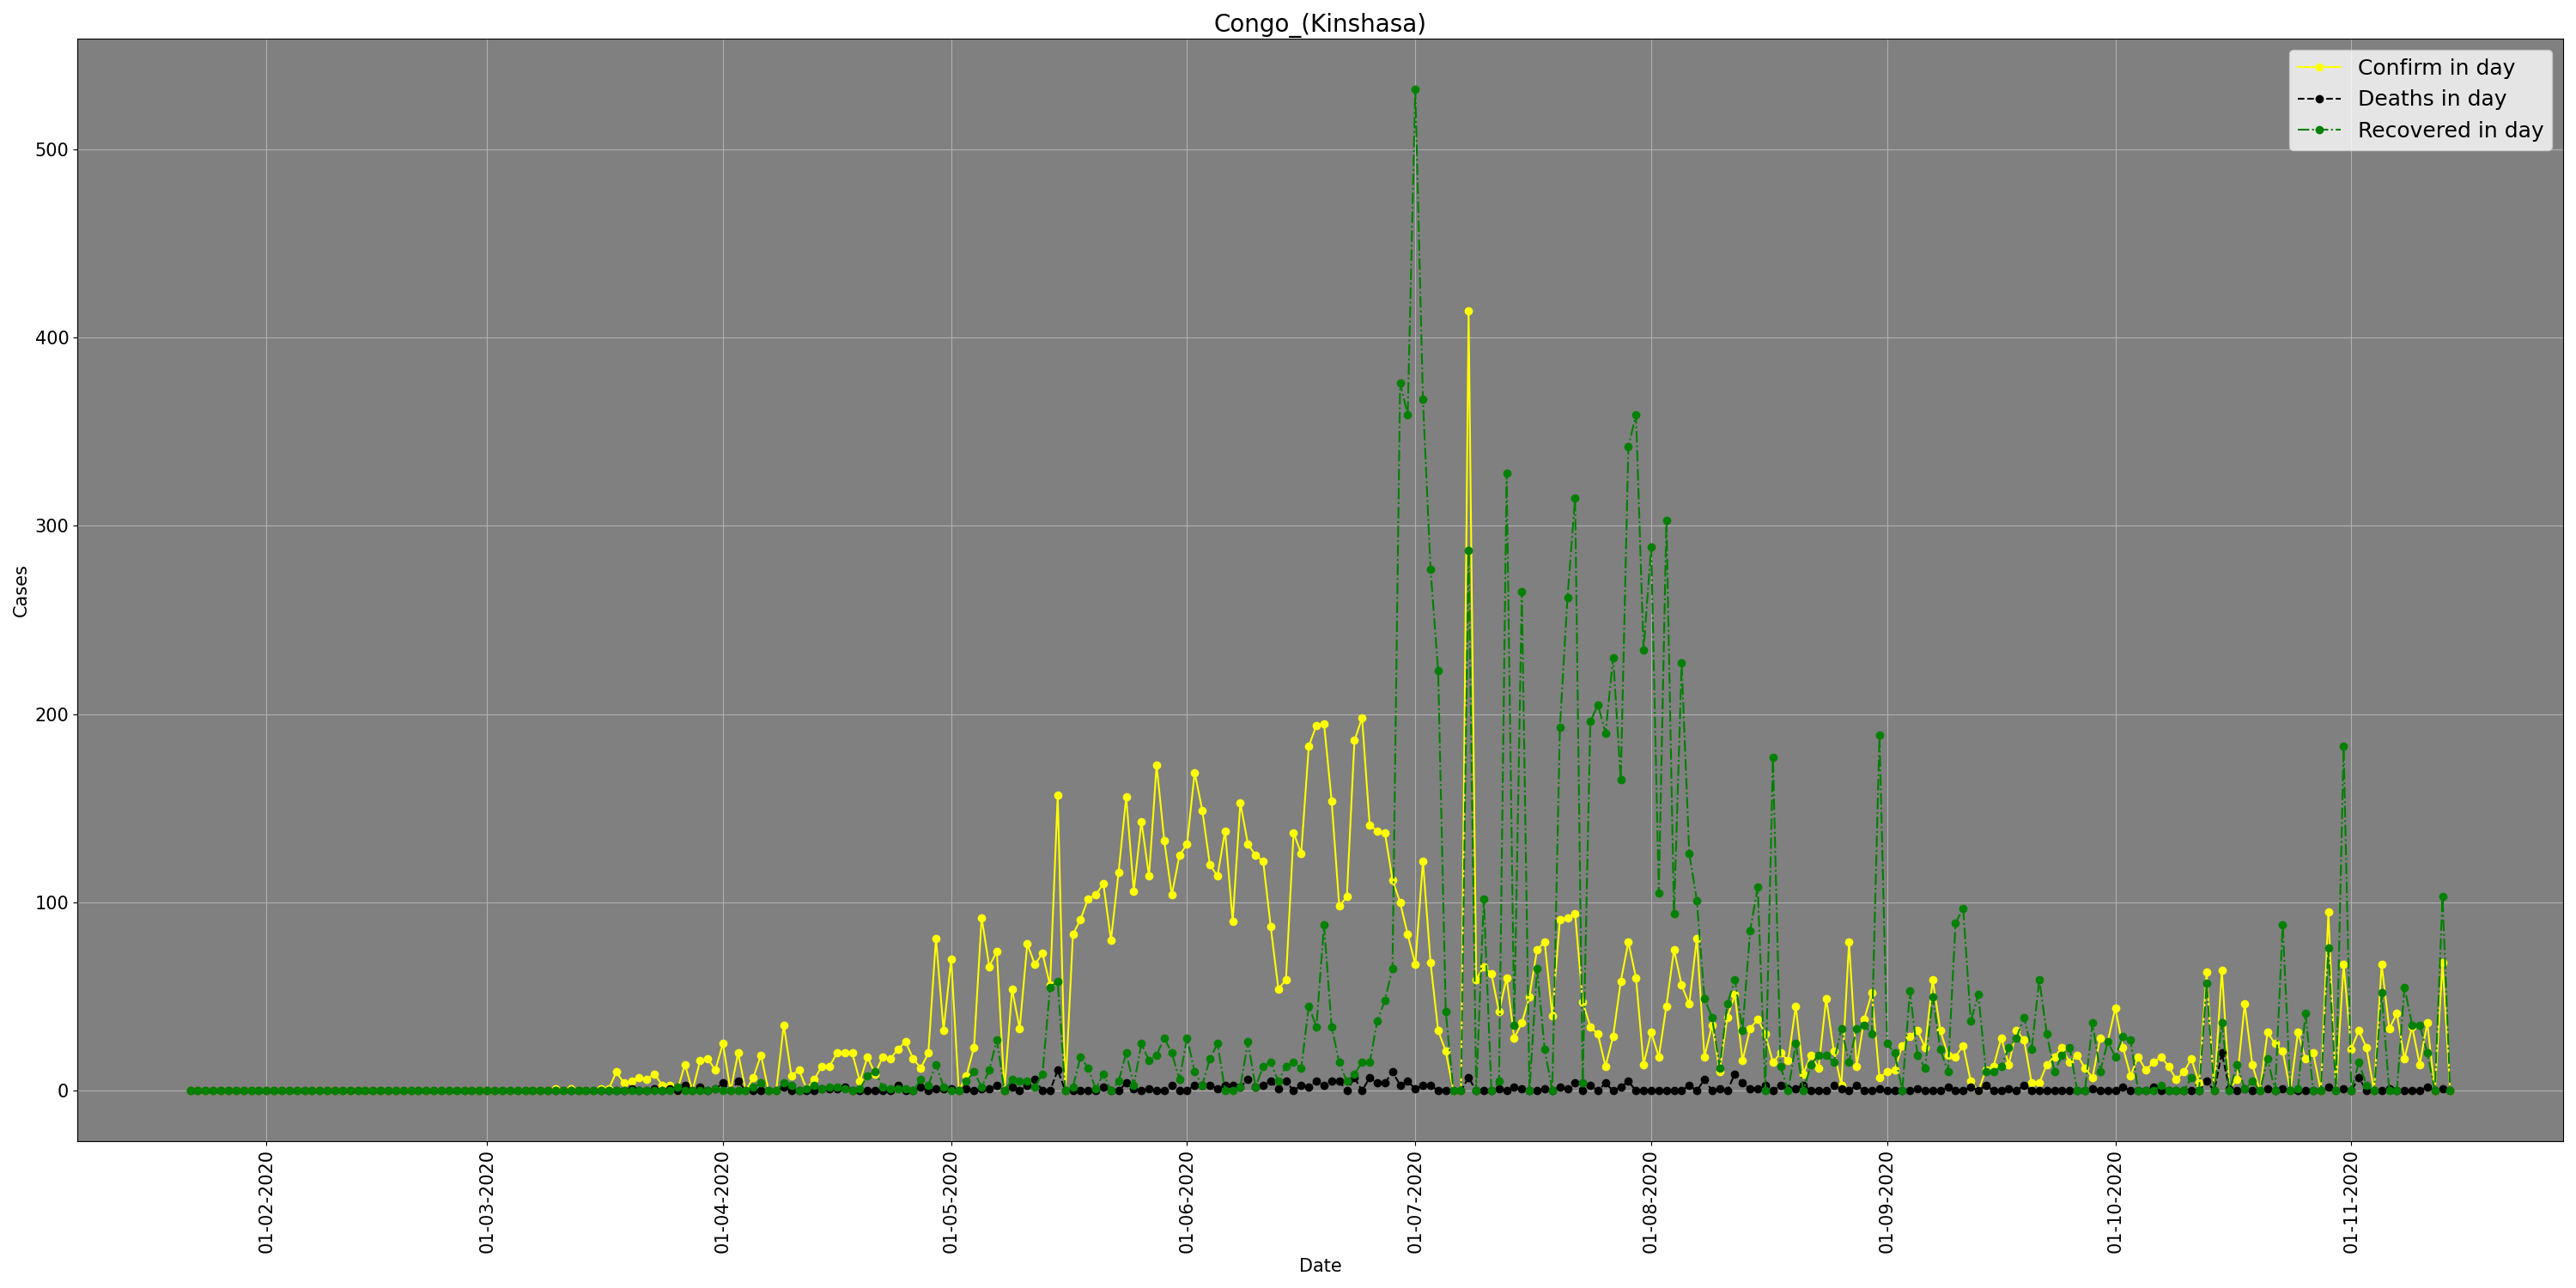 Congo_(Kinshasa)
Confirm in day
Deaths in day
Recovered in day
500
400
300
200
100
0
Cases
01-02-2020
01-03-2020
01-04-2020
01-05-2020
01-06-2020
01-07-2020
01-08-2020
01-09-2020
01-10-2020
01-11-2020
Date